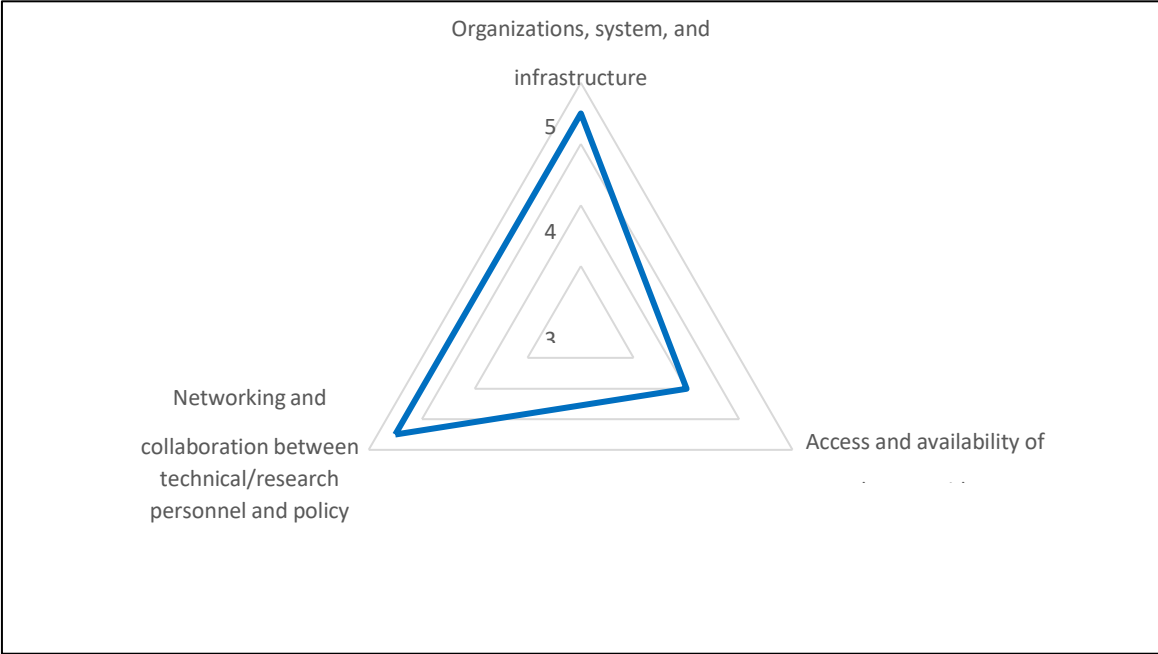 Organizations, system, and
infrastructure
5
4
3
Networking and
collaboration between
technical/research
personnel and policy
Access and availability of